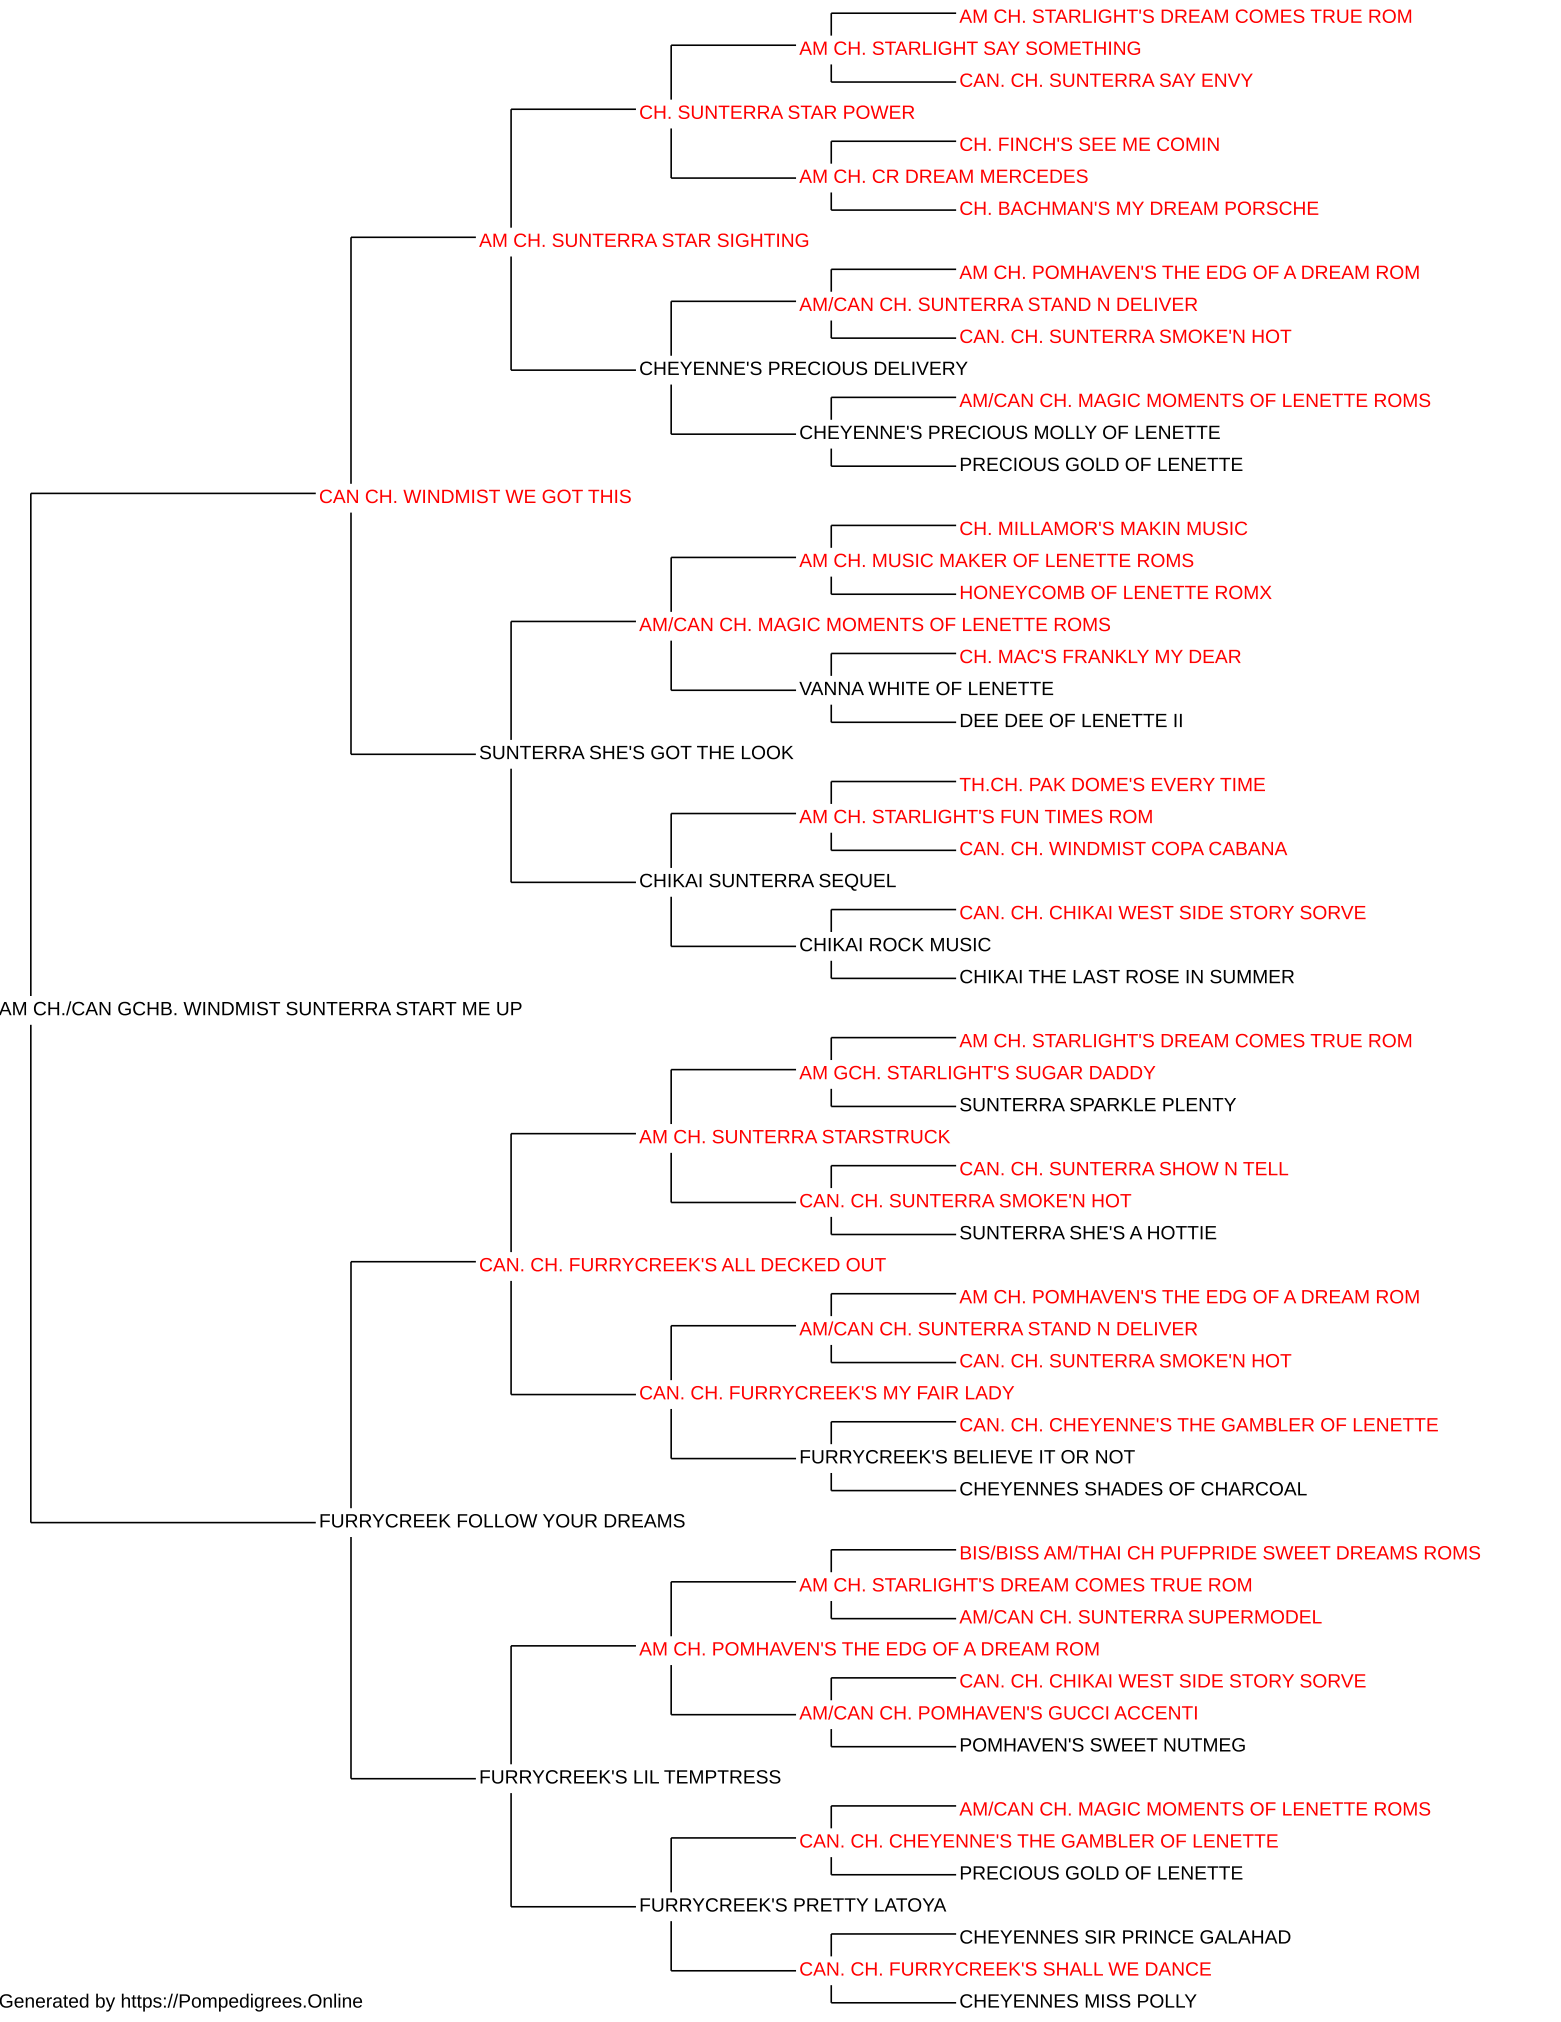 AM CH. STARLIGHT'S DREAM COMES TRUE ROM
AM CH. STARLIGHT SAY SOMETHING
CAN. CH. SUNTERRA SAY ENVY
CH. SUNTERRA STAR POWER
CH. FINCH'S SEE ME COMIN
AM CH. CR DREAM MERCEDES
CH. BACHMAN'S MY DREAM PORSCHE
AM CH. SUNTERRA STAR SIGHTING
AM CH. POMHAVEN'S THE EDG OF A DREAM ROM
AM/CAN CH. SUNTERRA STAND N DELIVER
CAN. CH. SUNTERRA SMOKE'N HOT
CHEYENNE'S PRECIOUS DELIVERY
AM/CAN CH. MAGIC MOMENTS OF LENETTE ROMS
CHEYENNE'S PRECIOUS MOLLY OF LENETTE
PRECIOUS GOLD OF LENETTE
CAN CH. WINDMIST WE GOT THIS
CH. MILLAMOR'S MAKIN MUSIC
AM CH. MUSIC MAKER OF LENETTE ROMS
HONEYCOMB OF LENETTE ROMX
AM/CAN CH. MAGIC MOMENTS OF LENETTE ROMS
CH. MAC'S FRANKLY MY DEAR
VANNA WHITE OF LENETTE
DEE DEE OF LENETTE II
SUNTERRA SHE'S GOT THE LOOK
TH.CH. PAK DOME'S EVERY TIME
AM CH. STARLIGHT'S FUN TIMES ROM
CAN. CH. WINDMIST COPA CABANA
CHIKAI SUNTERRA SEQUEL
CAN. CH. CHIKAI WEST SIDE STORY SORVE
CHIKAI ROCK MUSIC
CHIKAI THE LAST ROSE IN SUMMER
AM CH./CAN GCHB. WINDMIST SUNTERRA START ME UP
AM CH. STARLIGHT'S DREAM COMES TRUE ROM
AM GCH. STARLIGHT'S SUGAR DADDY
SUNTERRA SPARKLE PLENTY
AM CH. SUNTERRA STARSTRUCK
CAN. CH. SUNTERRA SHOW N TELL
CAN. CH. SUNTERRA SMOKE'N HOT
SUNTERRA SHE'S A HOTTIE
CAN. CH. FURRYCREEK'S ALL DECKED OUT
AM CH. POMHAVEN'S THE EDG OF A DREAM ROM
AM/CAN CH. SUNTERRA STAND N DELIVER
CAN. CH. SUNTERRA SMOKE'N HOT
CAN. CH. FURRYCREEK'S MY FAIR LADY
CAN. CH. CHEYENNE'S THE GAMBLER OF LENETTE
FURRYCREEK'S BELIEVE IT OR NOT
CHEYENNES SHADES OF CHARCOAL
FURRYCREEK FOLLOW YOUR DREAMS
BIS/BISS AM/THAI CH PUFPRIDE SWEET DREAMS ROMS
AM CH. STARLIGHT'S DREAM COMES TRUE ROM
AM/CAN CH. SUNTERRA SUPERMODEL
AM CH. POMHAVEN'S THE EDG OF A DREAM ROM
CAN. CH. CHIKAI WEST SIDE STORY SORVE
AM/CAN CH. POMHAVEN'S GUCCI ACCENTI
POMHAVEN'S SWEET NUTMEG
FURRYCREEK'S LIL TEMPTRESS
AM/CAN CH. MAGIC MOMENTS OF LENETTE ROMS
CAN. CH. CHEYENNE'S THE GAMBLER OF LENETTE
PRECIOUS GOLD OF LENETTE
FURRYCREEK'S PRETTY LATOYA
CHEYENNES SIR PRINCE GALAHAD
CAN. CH. FURRYCREEK'S SHALL WE DANCE
CHEYENNES MISS POLLY
Generated by https://Pompedigrees.Online